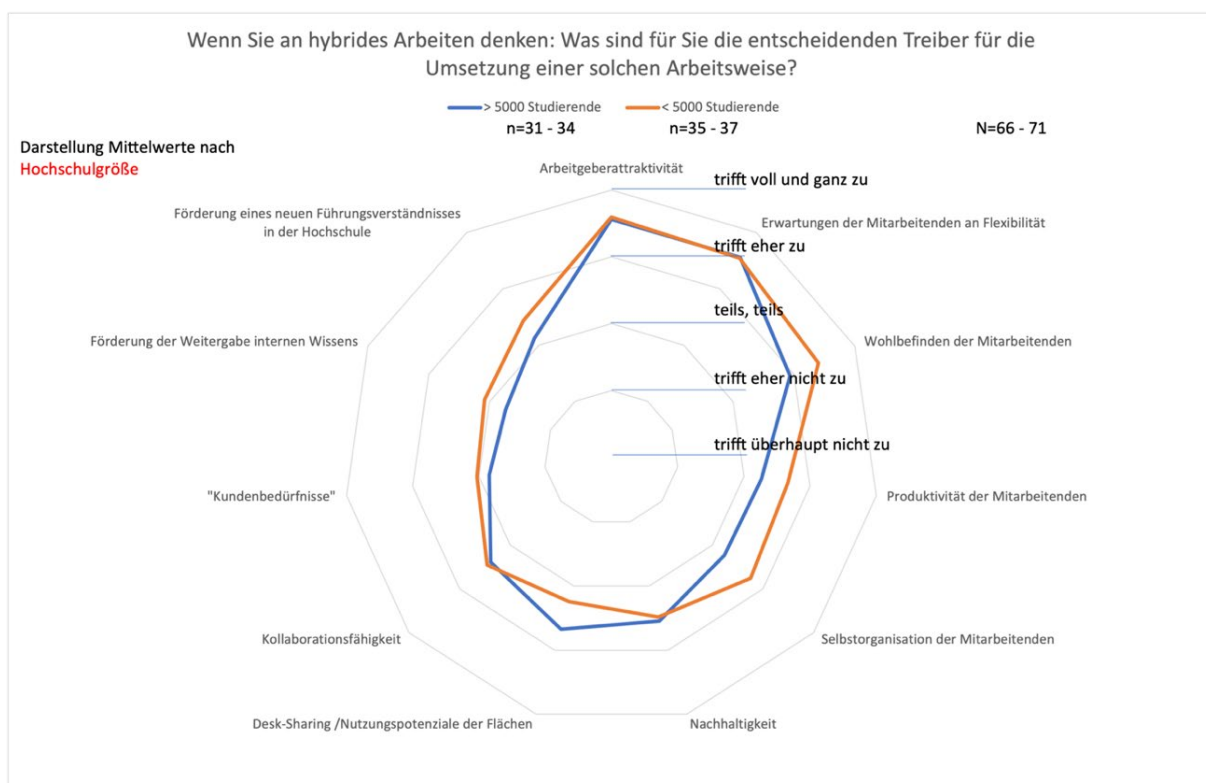 Wenn Sie an hybrides Arbeiten denken: Was sind für Sie die entscheidenden Treiber für die
Umsetzung einer solchen Arbeitsweise?
> 5000 Studierende
< 5000 Studierende
n=31 - 34
n=35 - 37
N=66 - 71
Darstellung Mittelwerte nach
Hochschulgröße
Arbeitgeberattraktivität
trifft voll und ganz zu
Förderung eines neuen Führungsverständnisses
in der Hochschule
Erwartungen der Mitarbeitenden an Flexibilität
trifft eher zu
teils, teils
Förderung der Weitergabe internen Wissens
Wohlbefinden der Mitarbeitenden
trifft eher nicht zu
trifft überhaupt nicht zu
"Kundenbedürfnisse"
Produktivität der Mitarbeitenden
Kollaborationsfähigkeit
Selbstorganisation der Mitarbeitenden
Desk-Sharing /Nutzungspotenziale der Flächen
Nachhaltigkeit